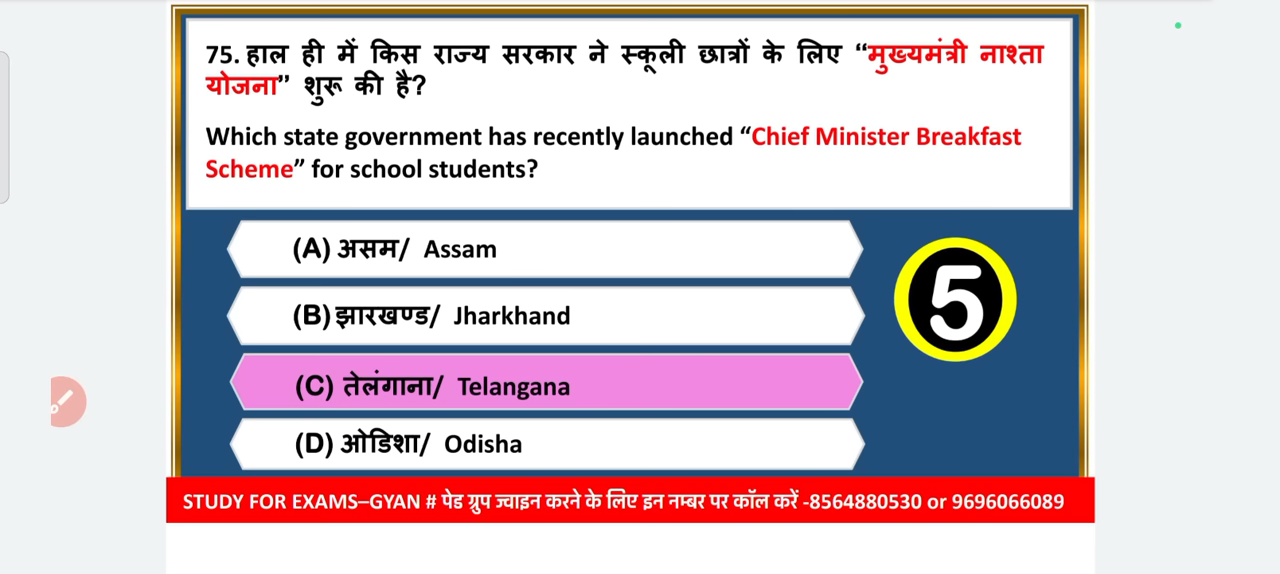 75. हाल ही में किस राज्य सरकार ने स्कूली छात्रों के लिए “मुख्यमंत्री नाश्ता
योजना” शुरू की है?
Which state government has recently launched “Chief Minister Breakfast
Scheme” for school students?
(A) असम/ Assam
(B) झारखण्ड/ Jharkhand
(C) तेलंगाना/ Telangana
(D) ओडिशा/ Odisha
5
STUDY FOR EXAMS–GYAN # पेड ग्रुप ज्वाइन करने के लिए इन नम्बर पर कॉल करें -8564880530 or 9696066089